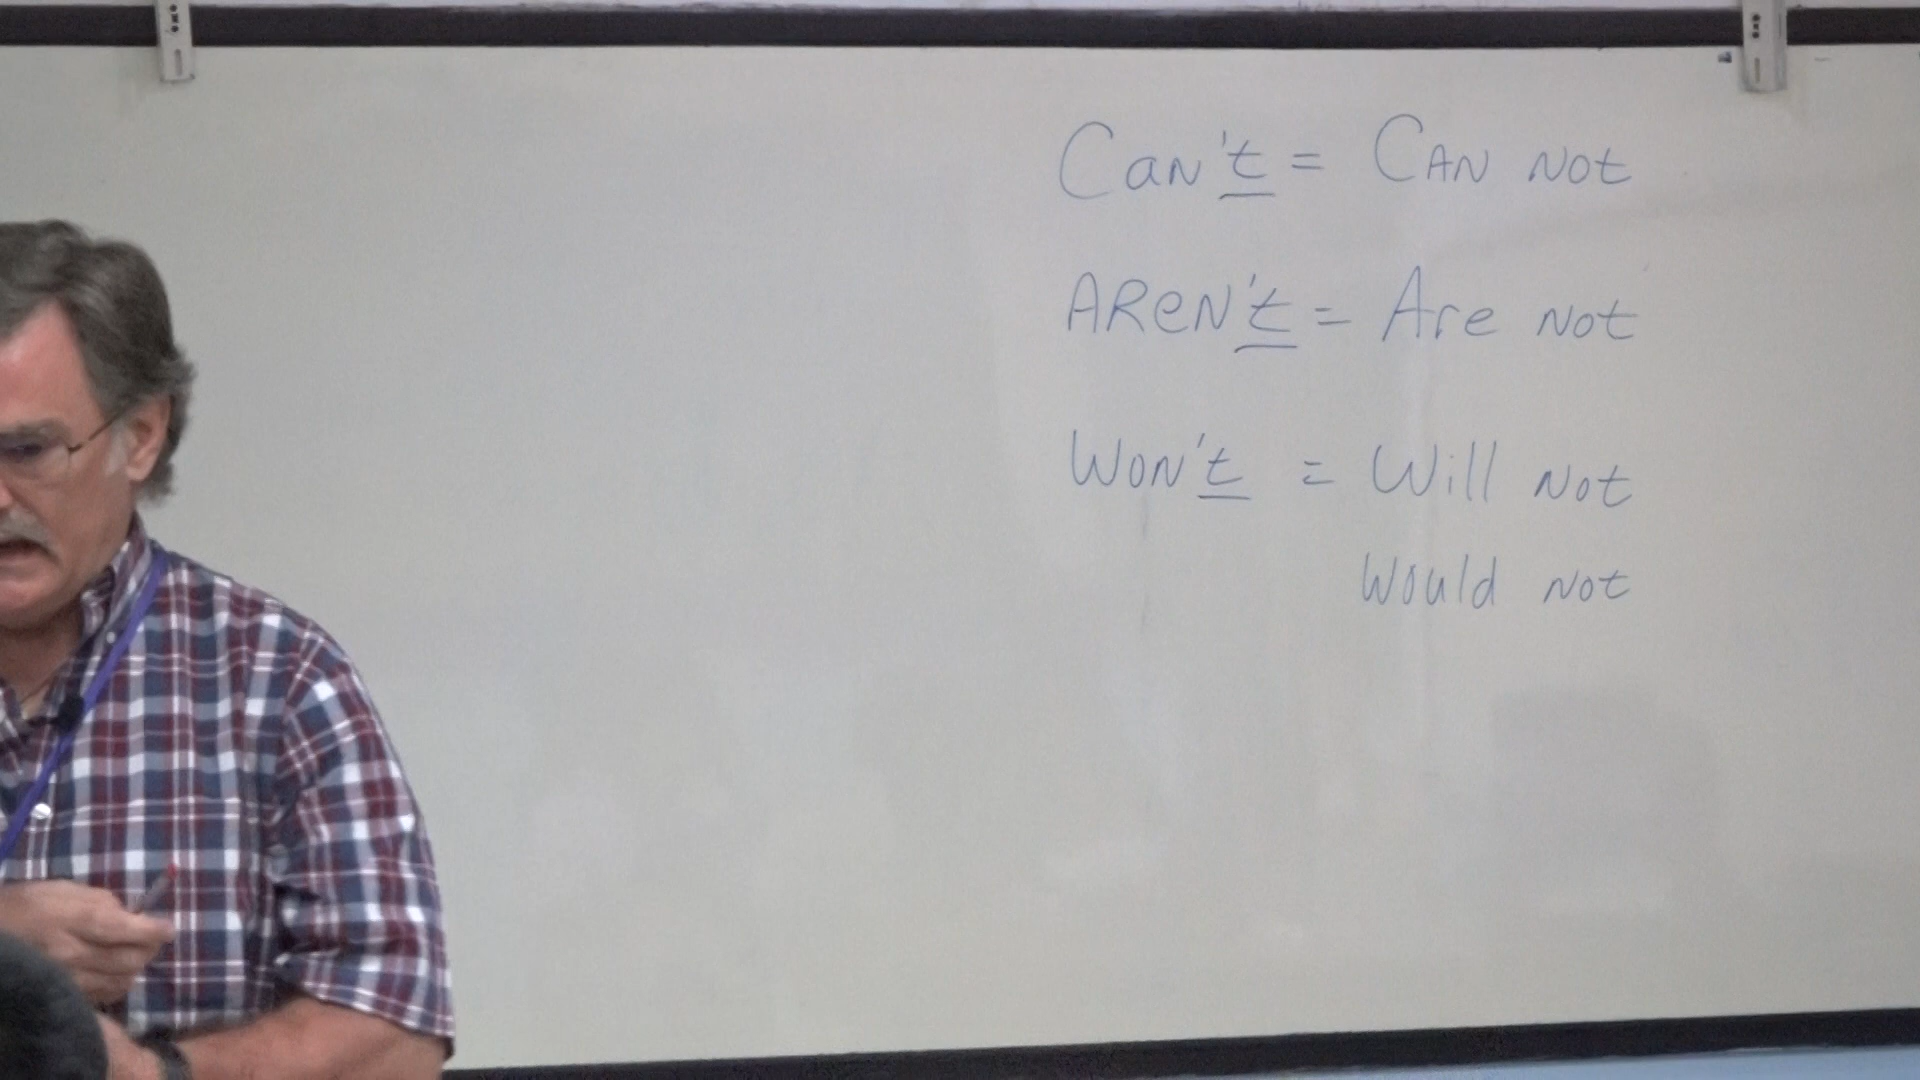 Can't = CAN NOT
AREN'T = Are NOT
Won't = Will NOT
Would NOT